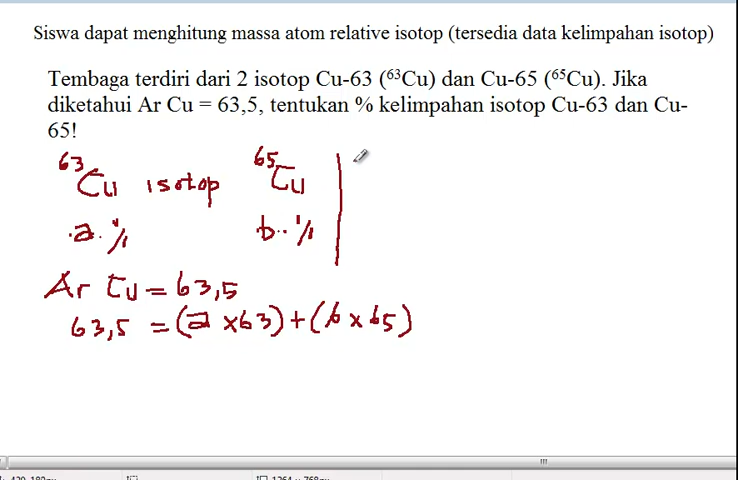 Siswa dapat menghitung massa atom relative isotop (tersedia data kelimpahan isotop)
Tembaga terdiri dari 2 isotop Cu-63 (⁶³Cu) dan Cu-65 (⁶⁵Cu). Jika
diketahui Ar Cu = 63,5, tentukan % kelimpahan isotop Cu-63 dan Cu-
65!
⁶³Cu isotop ⁶⁵Cu
.a. % b.. %
Ar Cu = 63,5
63,5 = (a x 63) + (b x 65)